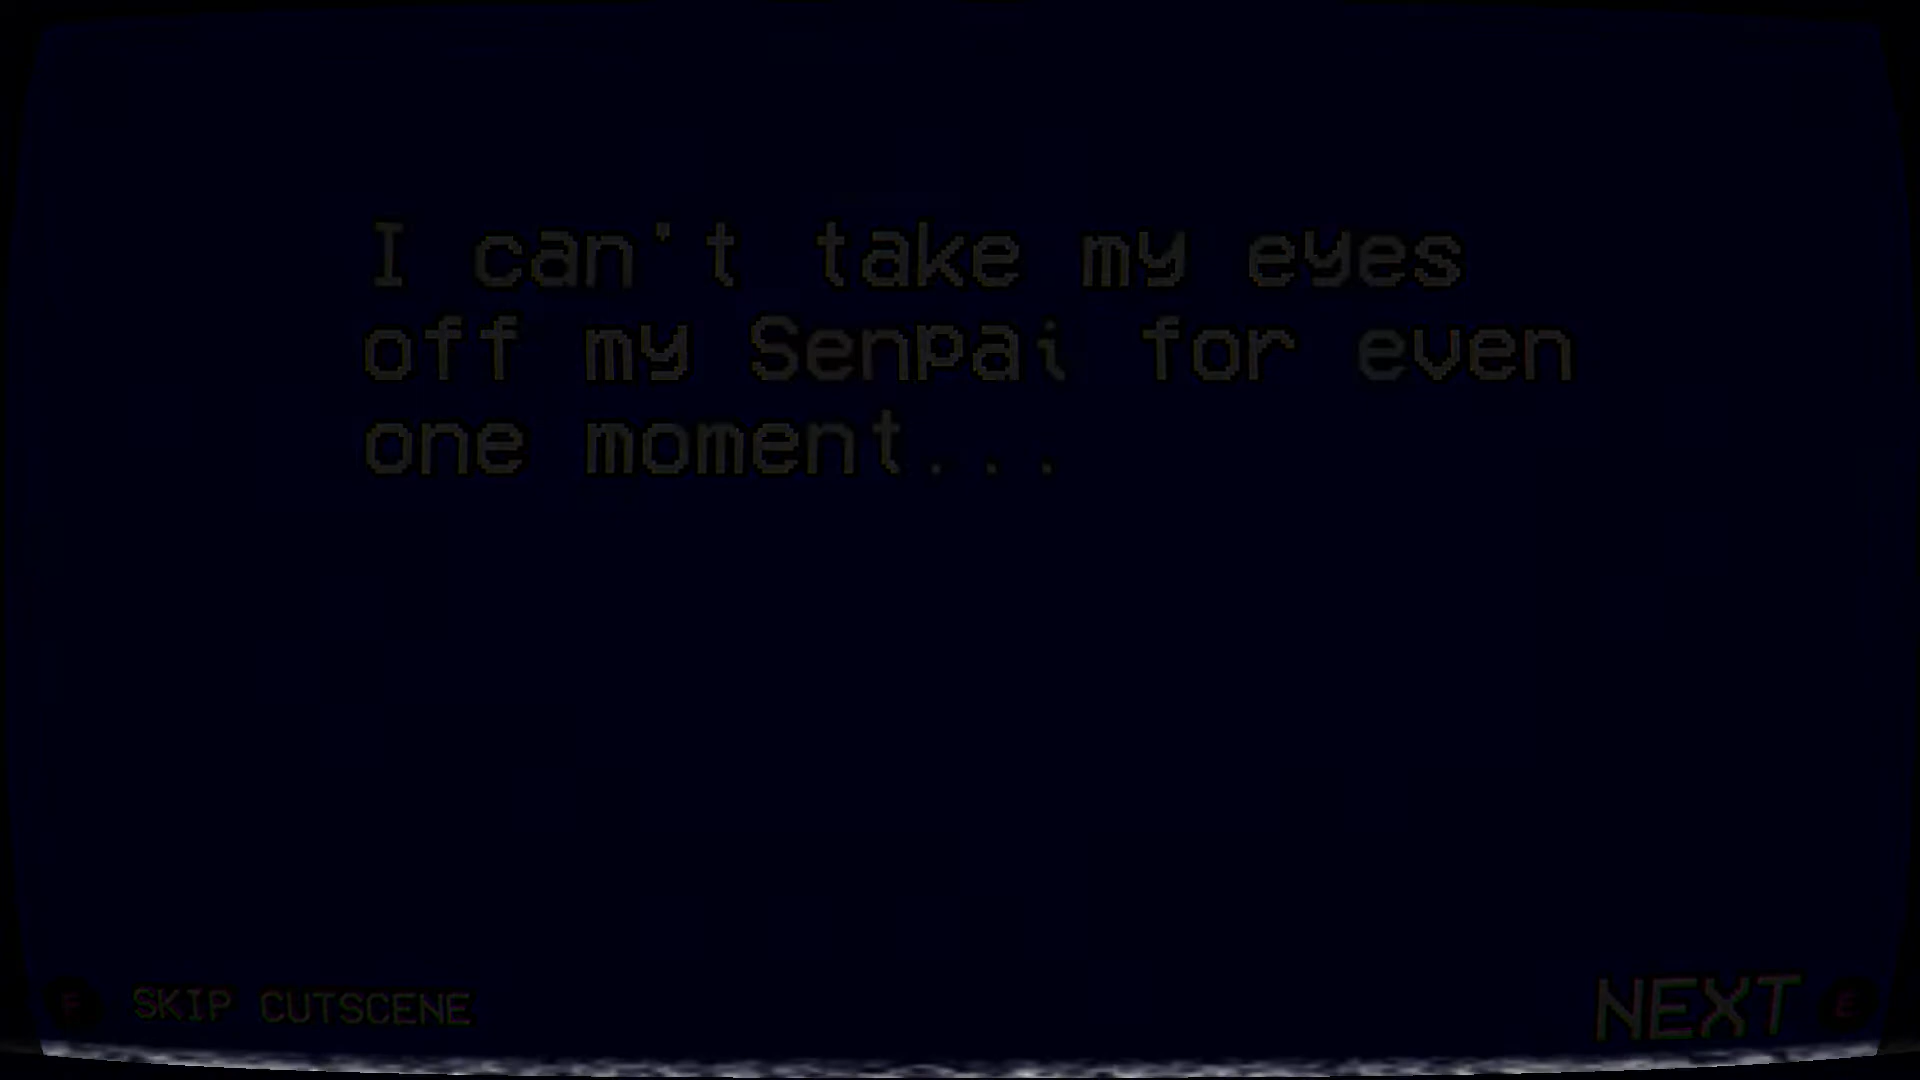 I can't take my eyes
off my Senpai for even
one moment...
F SKIP CUTSCENE
NEXT E